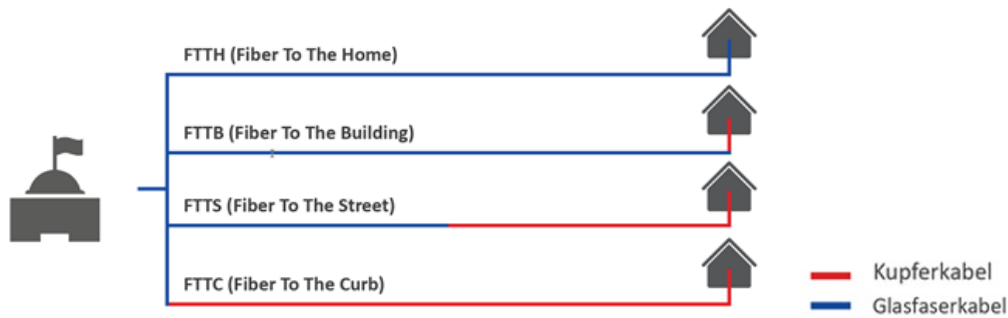 FTTH (Fiber To The Home)
FTTB (Fiber To The Building)
FTTS (Fiber To The Street)
FTTC (Fiber To The Curb)
Kupferkabel
Glasfaserkabel